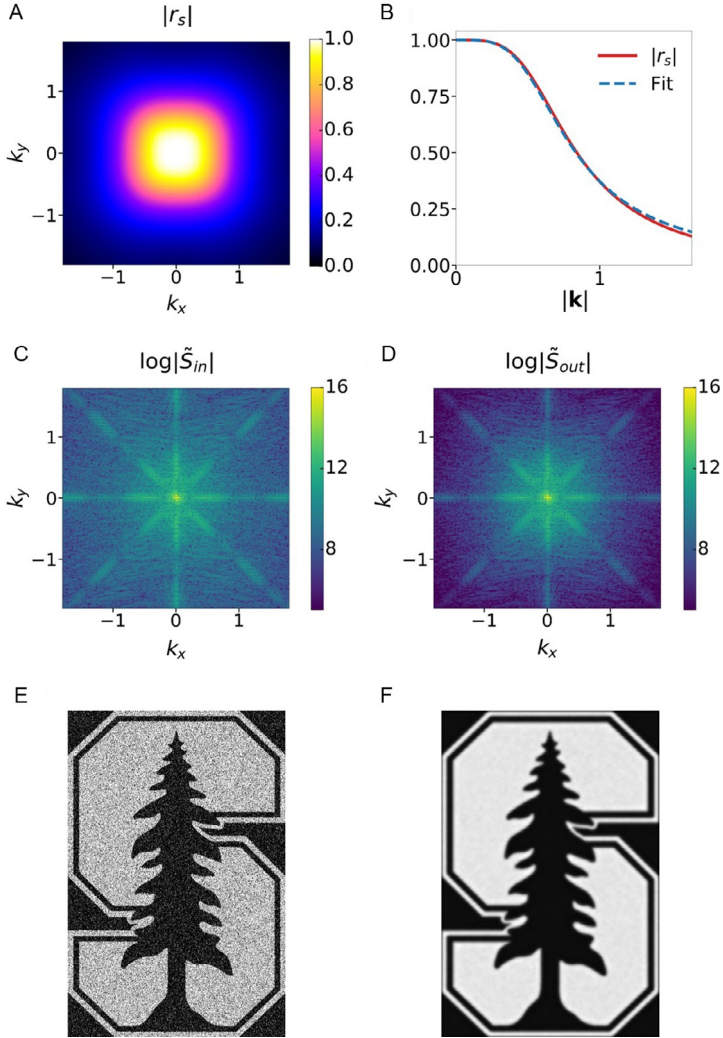 A
|r_s|
1
0
−1
k_y
−1
0
1
k_x
1.0
0.8
0.6
0.4
0.2
0.0
B
1.00
0.75
0.50
0.25
0.00
|r_s|
Fit
0
1
|k|
C
log|S̃_in|
1
0
−1
k_y
−1
0
1
k_x
16
12
8
D
log|S̃_out|
1
0
−1
k_y
−1
0
1
k_x
16
12
8
E
F